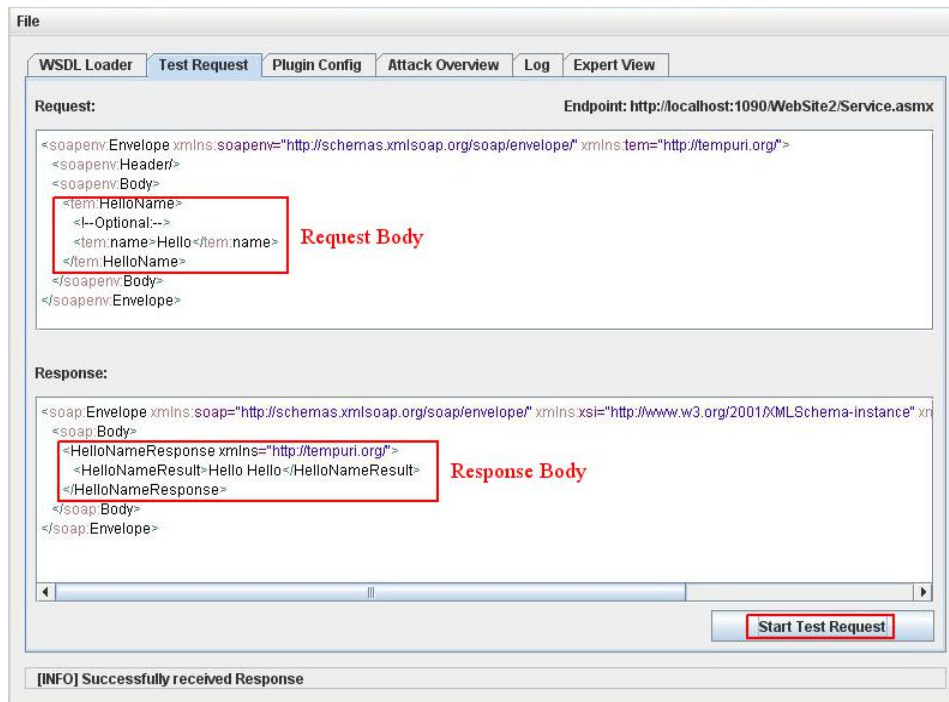 File
WSDL Loader Test Request Plugin Config Attack Overview Log Expert View
Request: Endpoint: http://localhost:1090/WebSite2/Service.asmx
<soapenv:Envelope xmlns:soapenv="http://schemas.xmlsoap.org/soap/envelope/" xmlns:tem="http://tempuri.org/">
<soapenv:Header/>
<soapenv:Body>
<tem:HelloName>
<!--Optional:-->
<tem:name>Hello</tem:name>
</tem:HelloName>
Request Body
</soapenv:Body>
</soapenv:Envelope>
Response:
<soap:Envelope xmlns:soap="http://schemas.xmlsoap.org/soap/envelope/" xmlns:xsi="http://www.w3.org/2001/XMLSchema-instance" xn
<soap:Body>
<HelloNameResponse xmlns="http://tempuri.org/">
<HelloNameResult>Hello Hello</HelloNameResult>
</HelloNameResponse>
Response Body
</soap:Body>
</soap:Envelope>
Start Test Request
[INFO] Successfully received Response